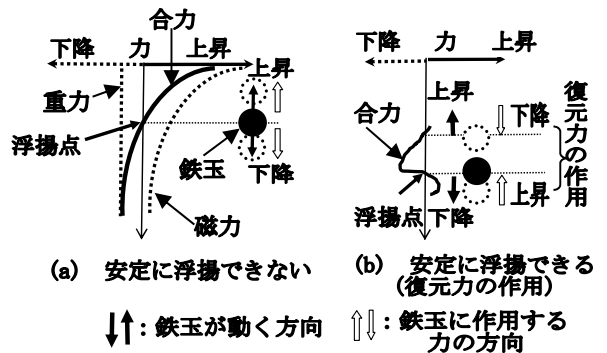 合力
下降 力 上昇
上昇
重力
浮揚点
鉄玉
下降
磁力
(a) 安定に浮揚できない
下降 力 上昇
上昇
下降
合力
復元力の作用
上昇
浮揚点
下降
(b) 安定に浮揚できる
(復元力の作用)
：鉄玉が動く方向
：鉄玉に作用する
力の方向